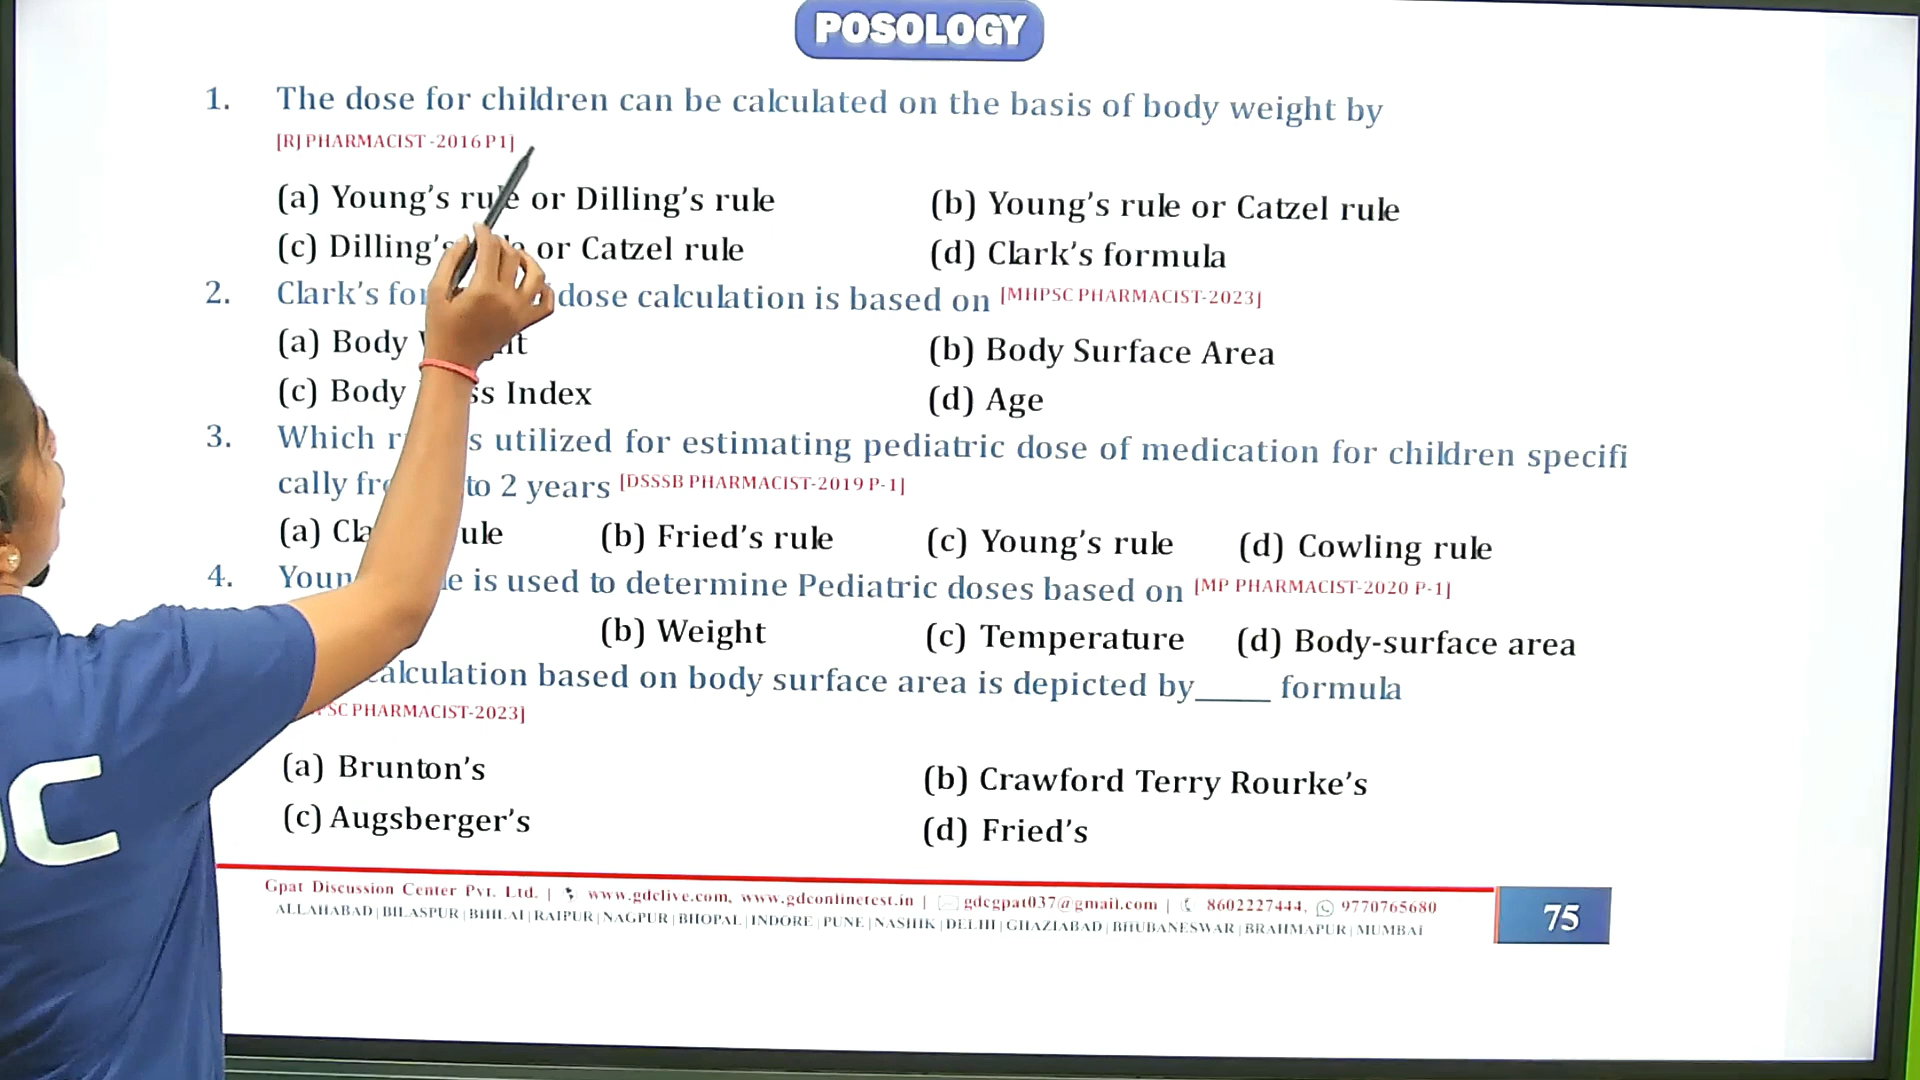 POSOLOGY
1. The dose for children can be calculated on the basis of body weight by
[RJ PHARMACIST-2016 P1]
(a) Young's rule or Dilling's rule (b) Young's rule or Catzel rule
(c) Dilling's or Catzel rule (d) Clark's formula
2. Clark's dose calculation is based on [MHPSC PHARMACIST-2023]
(a) Body (b) Body Surface Area
(c) Body Index (d) Age
3. Which utilized for estimating pediatric dose of medication for children specifi
cally to 2 years [DSSSB PHARMACIST-2019 P-1]
(a) (b) Fried's rule (c) Young's rule (d) Cowling rule
4. is used to determine Pediatric doses based on [MP PHARMACIST-2020 P-1]
(b) Weight (c) Temperature (d) Body-surface area
calculation based on body surface area is depicted by_____ formula
PHARMACIST-2023]
(a) Brunton's (b) Crawford Terry Rourke's
(c) Augsberger's (d) Fried's
Gpat Discussion Center Pvt. Ltd. | www.gdclive.com, www.gdconlinetest.in | gdcgpat037@gmail.com | 8602227444, 9770765680
ALLAHABAD | BILASPUR | BHILAI | RAIPUR | NAGPUR | BHOPAL | INDORE | PUNE | NASHIK | DELHI | GHAZIABAD | BHUBANESWAR | BRAHMAPUR | MUMBAI
75